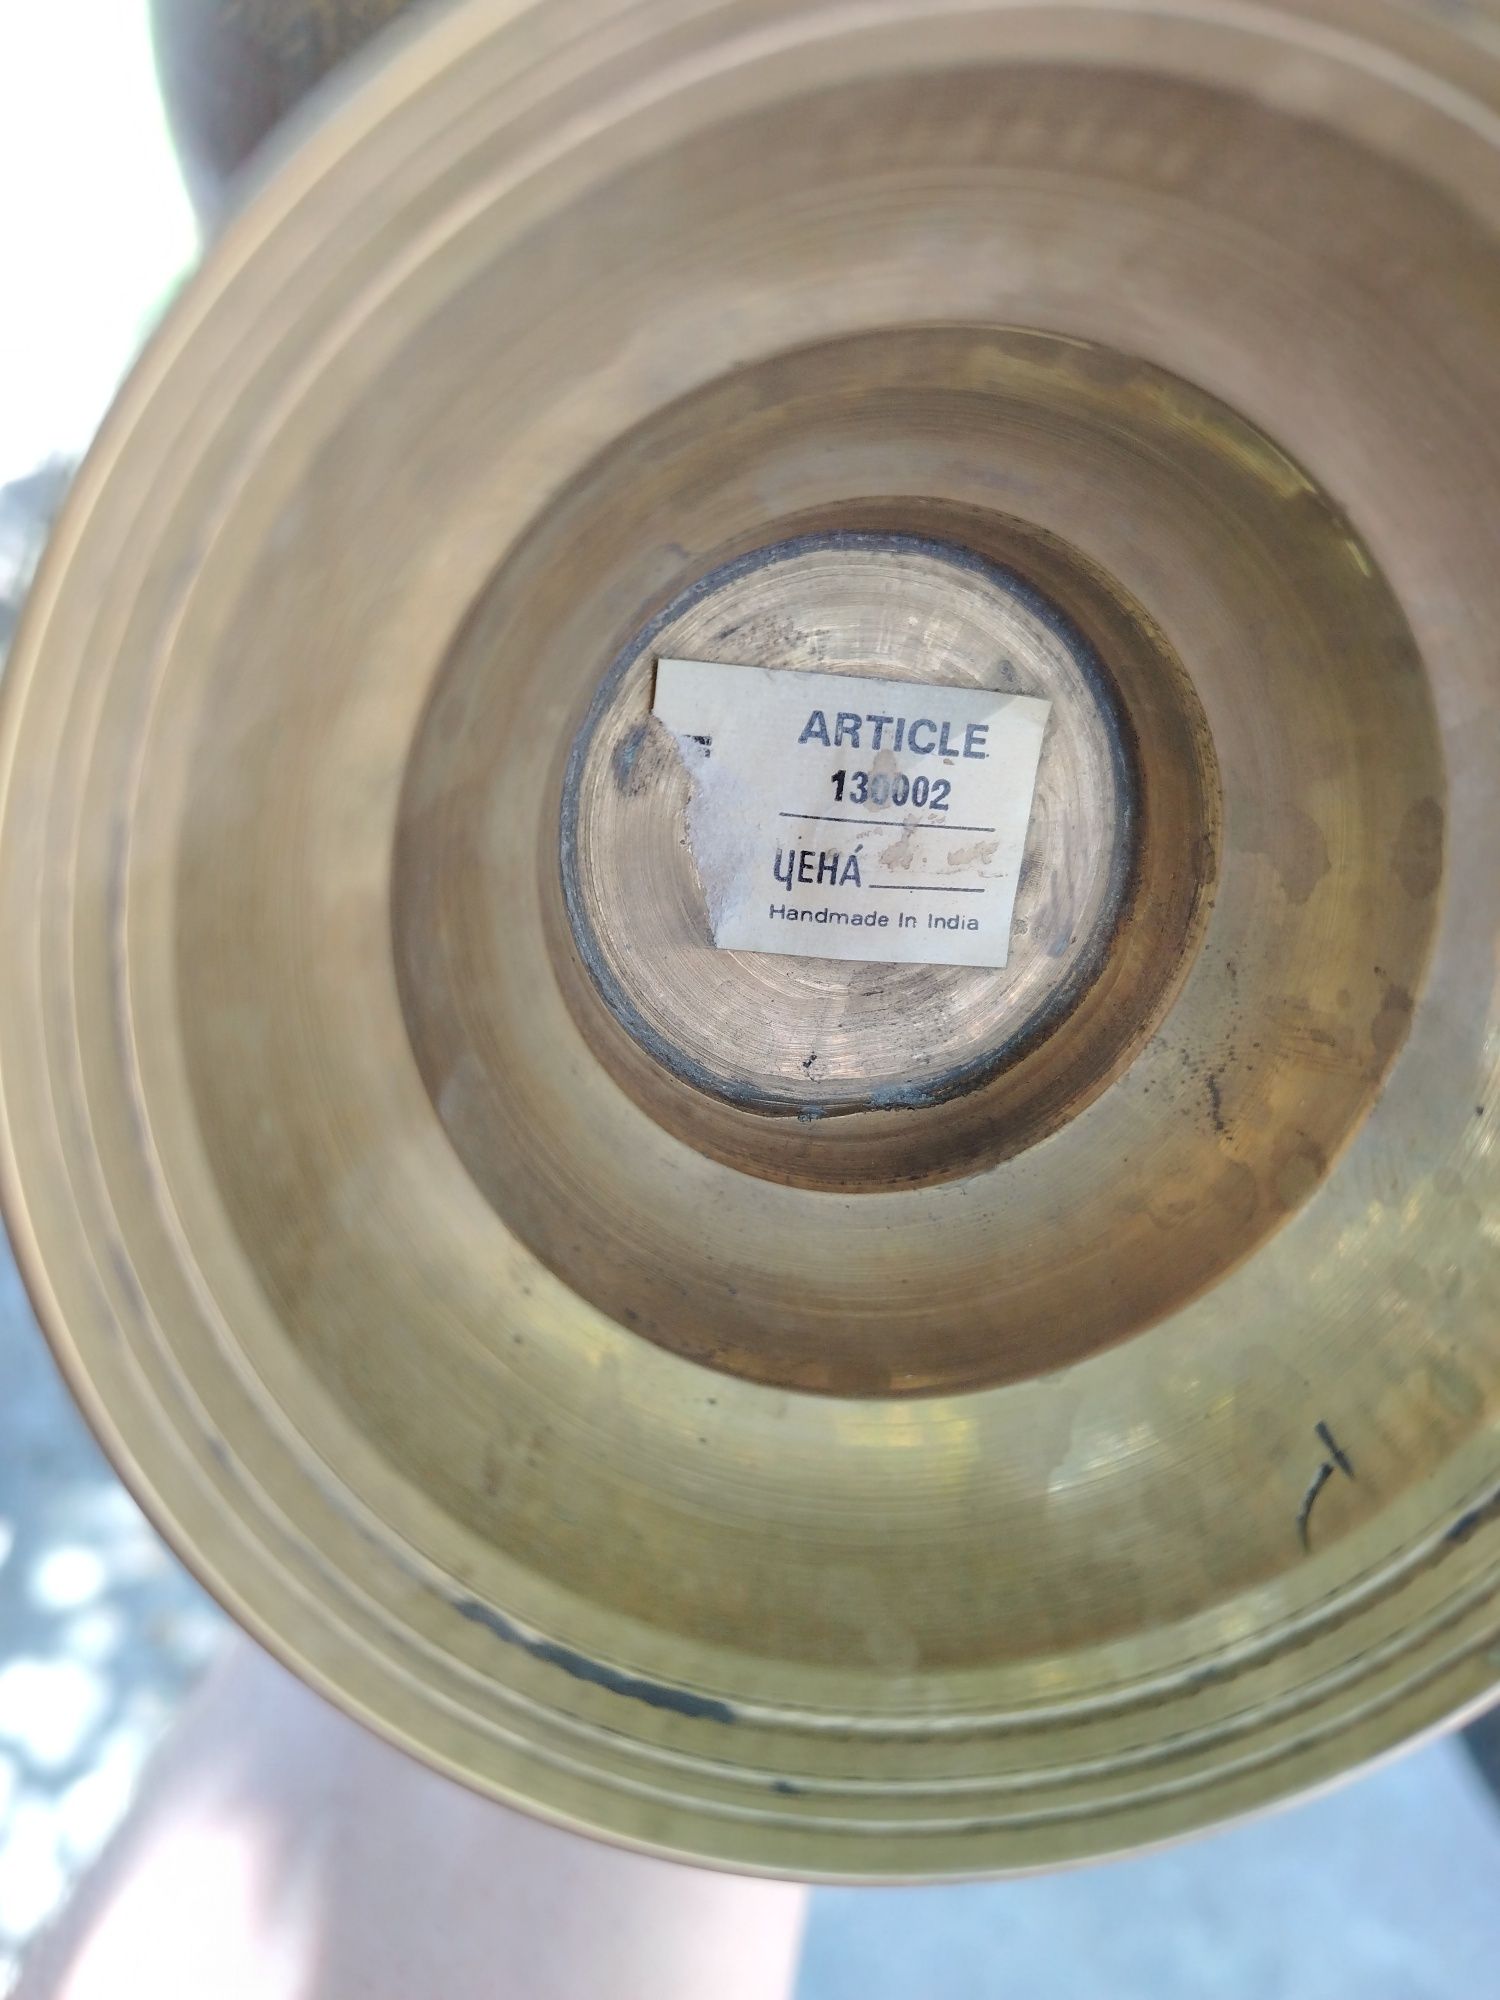 ARTICLE
130002
ЦЕНА́
Handmade In India